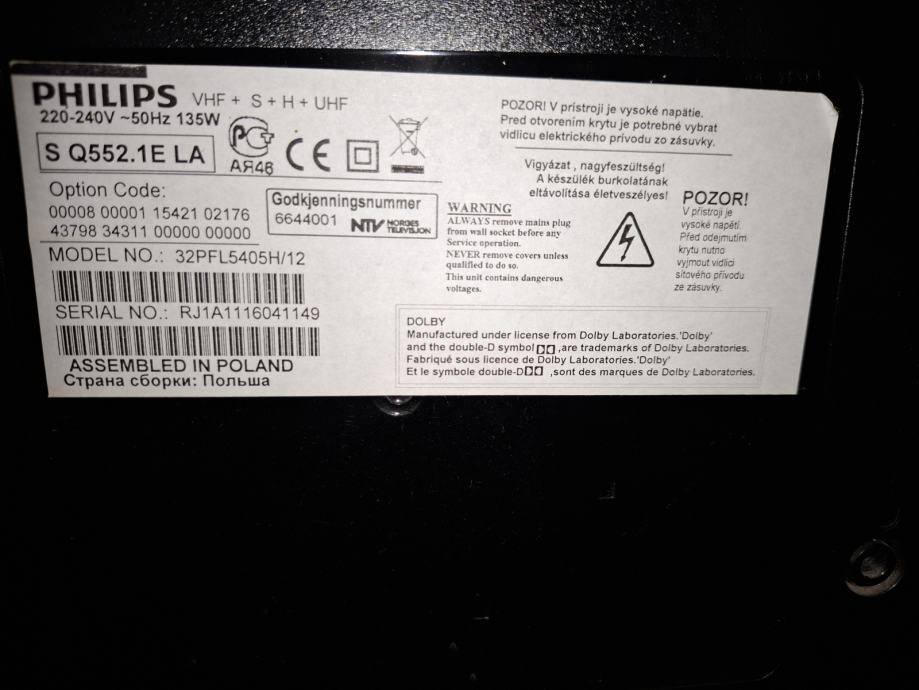 PHILIPS VHF + S + H + UHF
220-240V ~50Hz 135W
S Q552.1E LA
АЯ46
CE
Option Code:
00008 00001 15421 02176
43798 34311 00000 00000
Godkjenningsnummer
6644001 NTV NORGES TELEVISJON
MODEL NO.: 32PFL5405H/12
SERIAL NO.: RJ1A1116041149
ASSEMBLED IN POLAND
Страна сборки: Польша
POZOR! V prístroji je vysoké napätie.
Pred otvorením krytu je potrebné vybrat
vidlicu elektrického prívodu zo zásuvky.
Vigyázat , nagyfeszültség!
A készülék burkolatának
eltávolítása életveszélyes!
WARNING
ALWAYS remove mains plug
from wall socket before any
Service operation.
NEVER remove covers unless
qualified to do so.
This unit contains dangerous
voltages.
POZOR!
V přístroji je
vysoké napětí.
Před odejmutím
krytu nutno
vyjmout vidlíci
síťového přívodu
ze zásuvky.
DOLBY
Manufactured under license from Dolby Laboratories.'Dolby'
and the double-D symbol ,are trademarks of Dolby Laboratories.
Fabriqué sous licence de Dolby Laboratories.'Dolby'
Et le symbole double-D ,sont des marques de Dolby Laboratories.